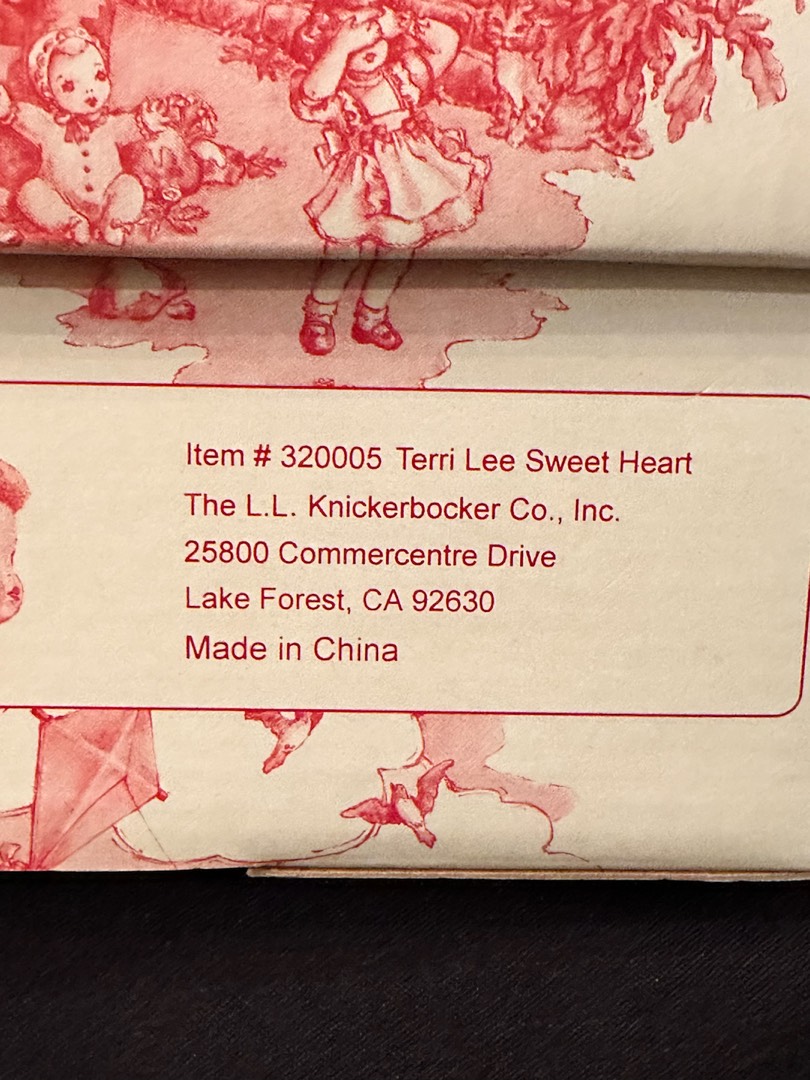 Item # 320005 Terri Lee Sweet Heart
The L.L. Knickerbocker Co., Inc.
25800 Commercentre Drive
Lake Forest, CA 92630
Made in China